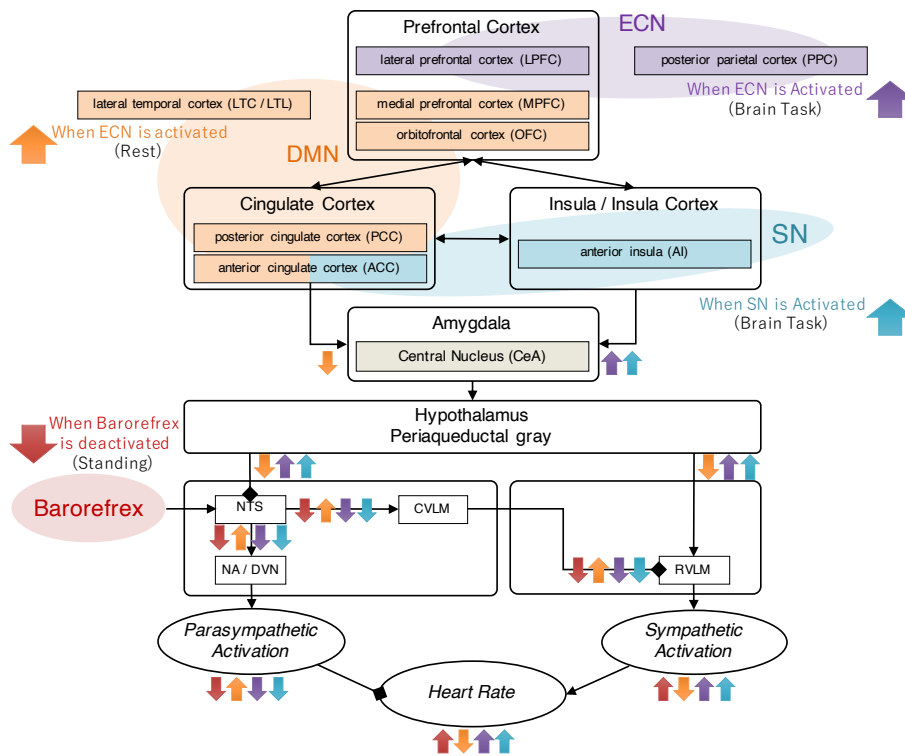 Prefrontal Cortex
ECN
lateral prefrontal cortex (LPFC)
posterior parietal cortex (PPC)
When ECN is Activated
(Brain Task)
lateral temporal cortex (LTC / LTL)
medial prefrontal cortex (MPFC)
When ECN is activated
(Rest)
orbitofrontal cortex (OFC)
DMN
Cingulate Cortex
Insula / Insula Cortex
SN
posterior cingulate cortex (PCC)
anterior insula (AI)
anterior cingulate cortex (ACC)
When SN is Activated
(Brain Task)
Amygdala
Central Nucleus (CeA)
Hypothalamus
Periaqueductal gray
When Barorefrex
is deactivated
(Standing)
Barorefrex
NTS
CVLM
NA / DVN
RVLM
Parasympathetic
Activation
Sympathetic
Activation
Heart Rate